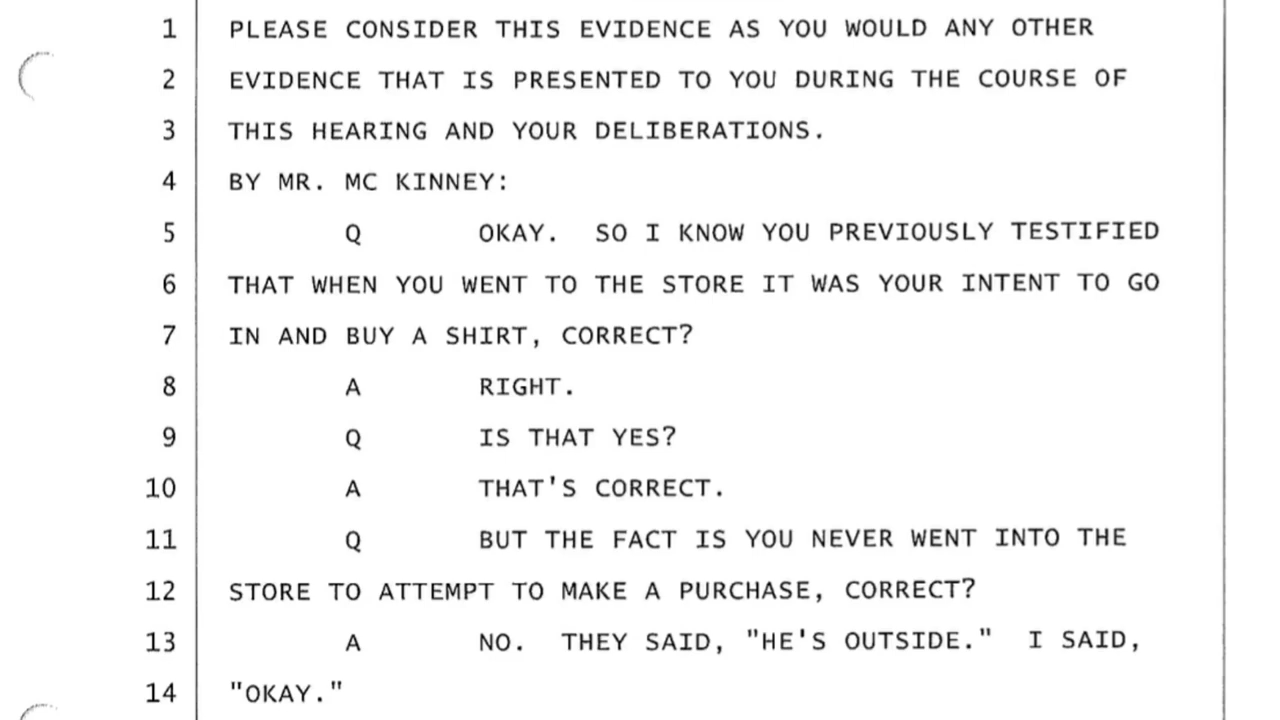 1 PLEASE CONSIDER THIS EVIDENCE AS YOU WOULD ANY OTHER
2 EVIDENCE THAT IS PRESENTED TO YOU DURING THE COURSE OF
3 THIS HEARING AND YOUR DELIBERATIONS.
4 BY MR. MC KINNEY:
5 Q OKAY. SO I KNOW YOU PREVIOUSLY TESTIFIED
6 THAT WHEN YOU WENT TO THE STORE IT WAS YOUR INTENT TO GO
7 IN AND BUY A SHIRT, CORRECT?
8 A RIGHT.
9 Q IS THAT YES?
10 A THAT'S CORRECT.
11 Q BUT THE FACT IS YOU NEVER WENT INTO THE
12 STORE TO ATTEMPT TO MAKE A PURCHASE, CORRECT?
13 A NO. THEY SAID, "HE'S OUTSIDE." I SAID,
14 "OKAY."